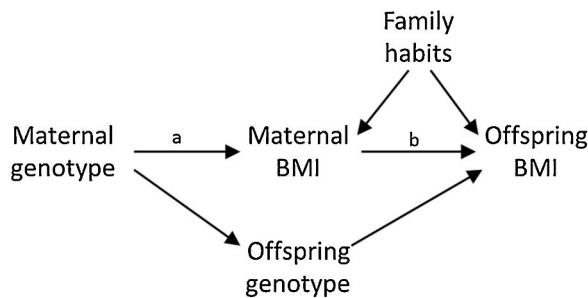 Family
habits
Maternal
genotype
a
Maternal
BMI
b
Offspring
BMI
Offspring
genotype